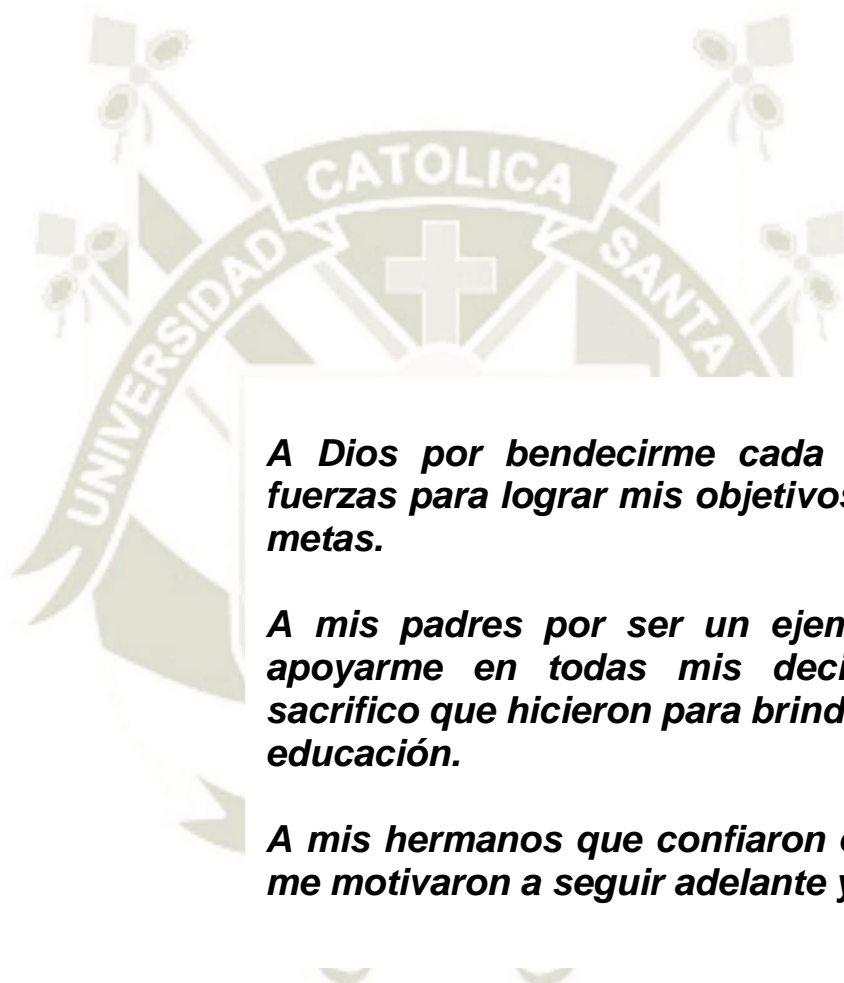 UNIVERSIDAD CATOLICA SANTA
A Dios por bendecirme cada
fuerzas para lograr mis objetivos
metas.
A mis padres por ser un ejem
apoyarme en todas mis deci
sacrifico que hicieron para brind
educación.
A mis hermanos que confiaron
me motivaron a seguir adelante